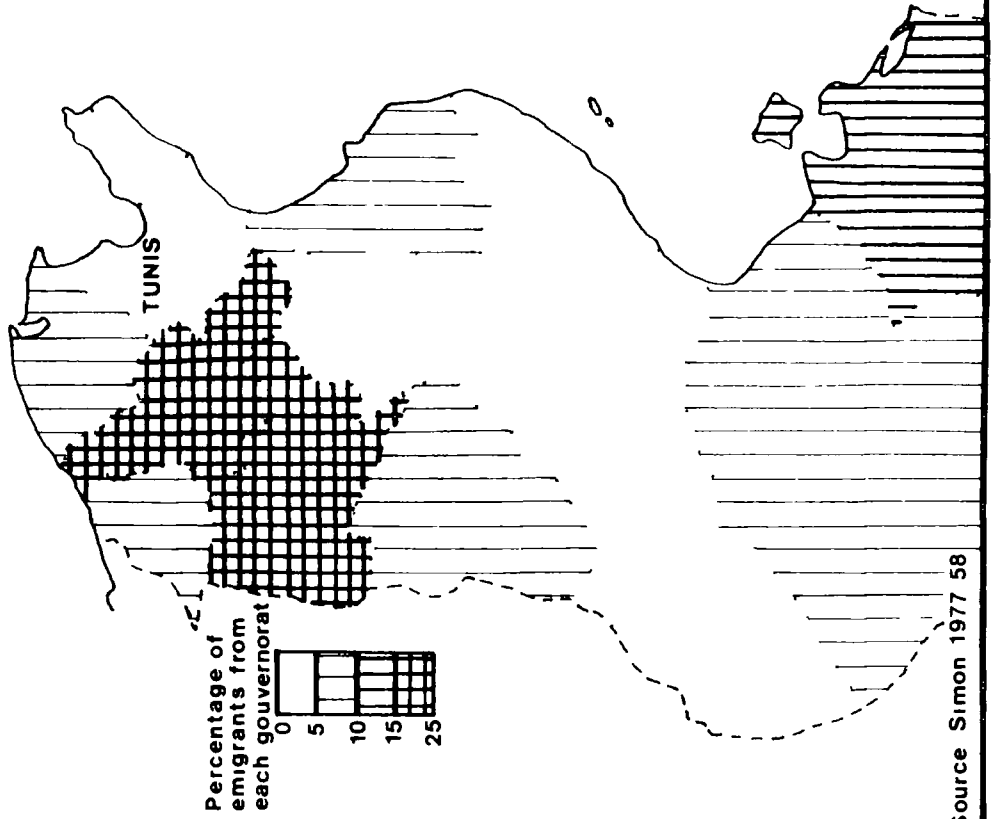 TUNIS
Percentage of
emigrants from
each gouvernorat
0
5
10
15
25
Source Simon 1977 58